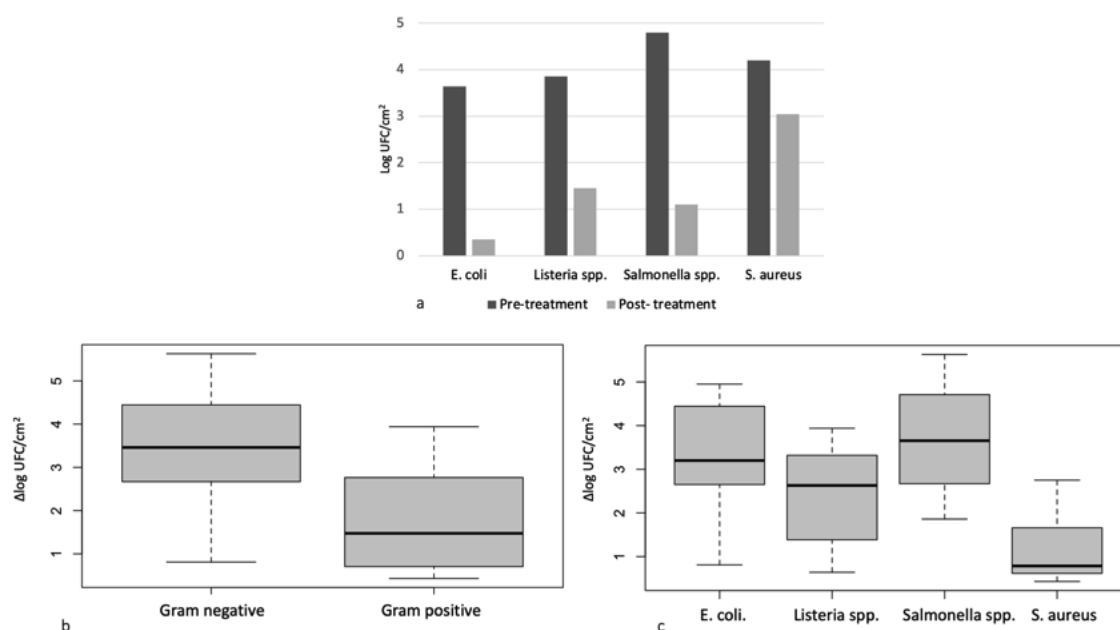 5
4
3
2
1
0
Log UFC/cm²
E. coli Listeria spp. Salmonella spp. S. aureus
a
Pre-treatment Post- treatment
5
4
3
2
1
Δlog UFC/cm²
Gram negative Gram positive
b
5
4
3
2
1
Δlog UFC/cm²
E. coli. Listeria spp. Salmonella spp. S. aureus
c